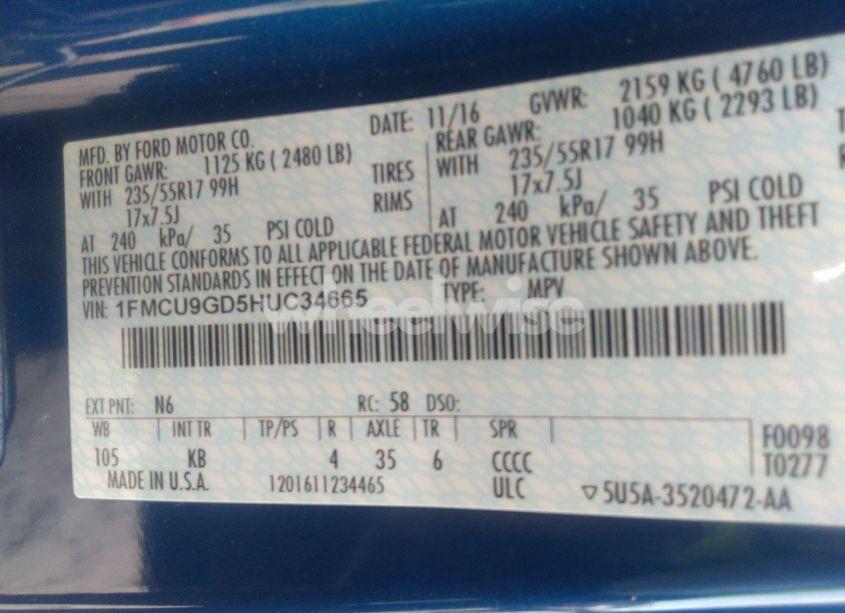 MFD. BY FORD MOTOR CO. DATE: 11/16 GVWR: 2159 KG ( 4760 LB)
FRONT GAWR: 1125 KG ( 2480 LB) REAR GAWR: 1040 KG ( 2293 LB)
WITH 235/55R17 99H TIRES WITH 235/55R17 99H
17x7.5J RIMS 17x7.5J
AT 240 kPa/ 35 PSI COLD AT 240 kPa/ 35 PSI COLD
THIS VEHICLE CONFORMS TO ALL APPLICABLE FEDERAL MOTOR VEHICLE SAFETY AND THEFT
PREVENTION STANDARDS IN EFFECT ON THE DATE OF MANUFACTURE SHOWN ABOVE.
VIN: 1FMCU9GD5HUC34665 TYPE: MPV
wheelwise
EXT PNT: N6 RC: 58 DSO:
WB INT TR TP/PS R AXLE TR SPR F0098
105 KB 4 35 6 CCCC T0277
MADE IN U.S.A. 1201611234465 ULC 5U5A-3520472-AA